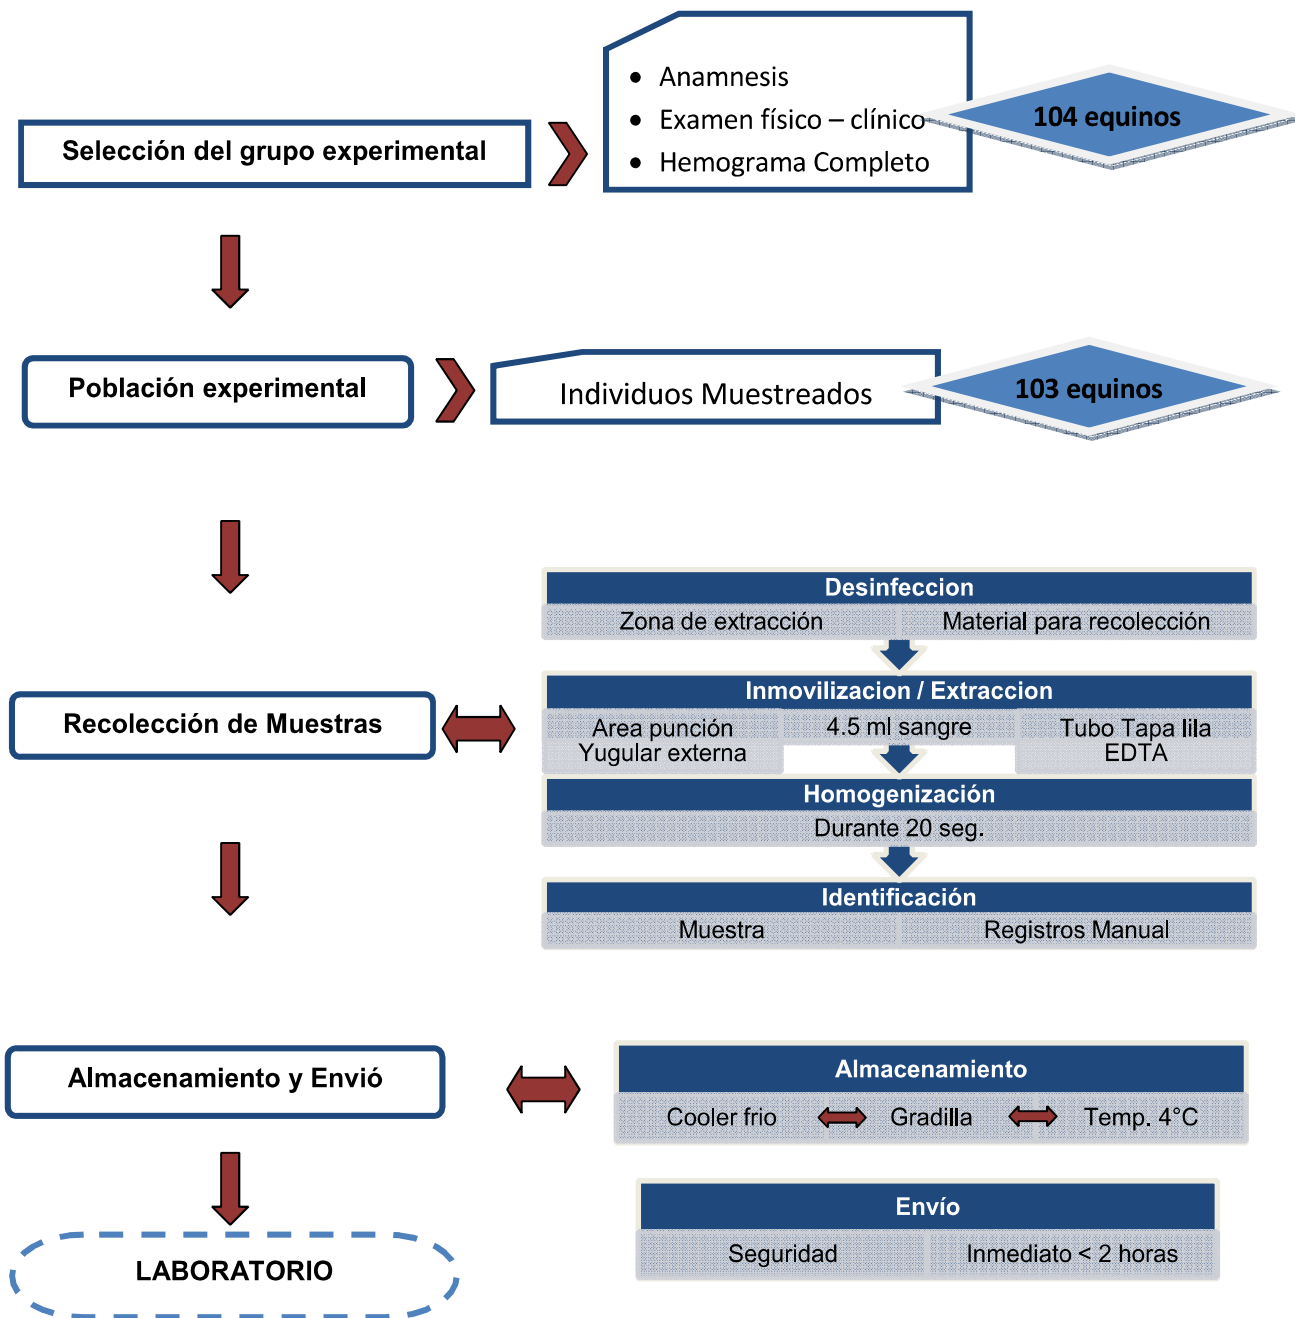 Selección del grupo experimental
• Anamnesis
• Examen físico – clínico
• Hemograma Completo
104 equinos
Población experimental
Individuos Muestreados
103 equinos
Recolección de Muestras
Desinfeccion
Zona de extracción
Material para recolección
Inmovilizacion / Extraccion
Area punción
Yugular externa
4.5 ml sangre
Tubo Tapa lila
EDTA
Homogenización
Durante 20 seg.
Identificación
Muestra
Registros Manual
Almacenamiento y Envió
Almacenamiento
Cooler frio
Gradilla
Temp. 4°C
Envío
Seguridad
Inmediato < 2 horas
LABORATORIO